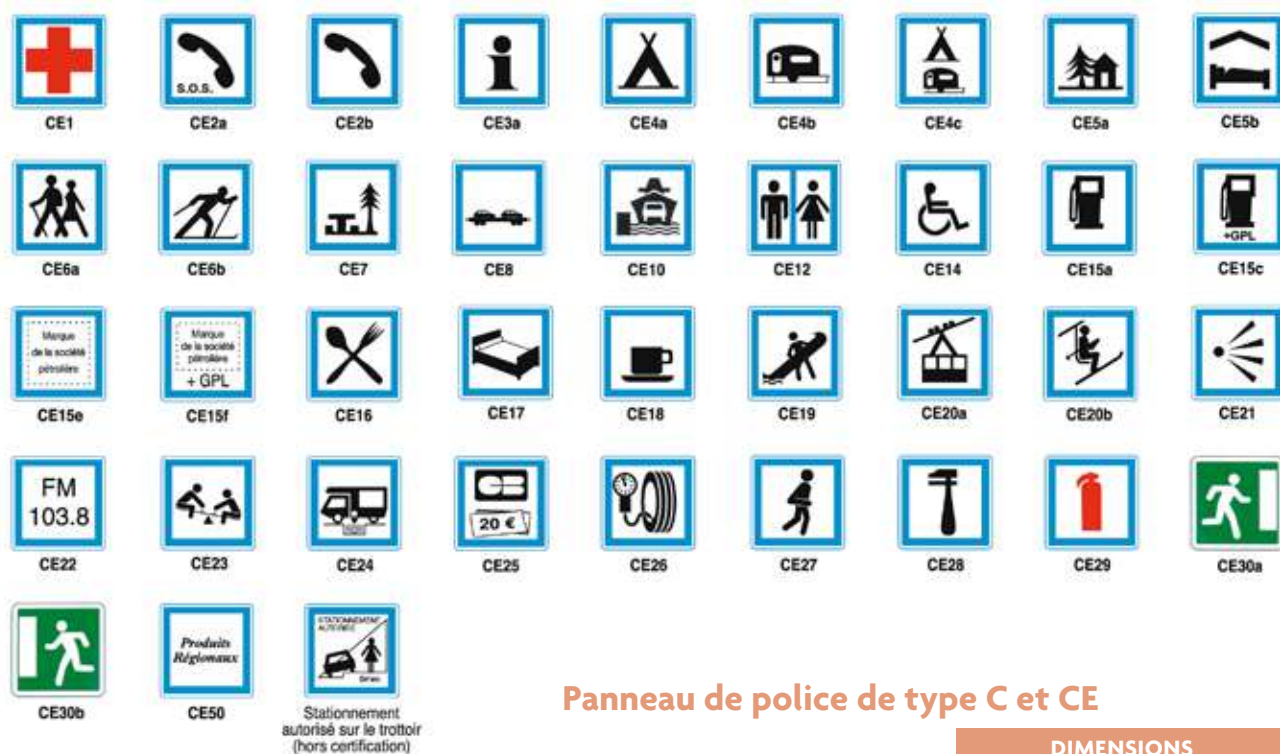 S.O.S.
CE1
CE2a
CE2b
CE3a
CE4a
CE4b
CE4c
CE5a
CE5b
+GPL
CE6a
CE6b
CE7
CE8
CE10
CE12
CE14
CE15a
CE15c
Marque
de la société
pétrolière
Marque
de la société
pétrolière
+ GPL
CE15e
CE15f
CE16
CE17
CE18
CE19
CE20a
CE20b
CE21
FM
103.8
20 €
CE22
CE23
CE24
CE25
CE26
CE27
CE28
CE29
CE30a
Produits
Régionaux
STATIONNEMENT
AUTORISÉ
CE30b
CE50
Stationnement
autorisé sur le trottoir
(hors certification)
Panneau de police de type C et CE
DIMENSIONS